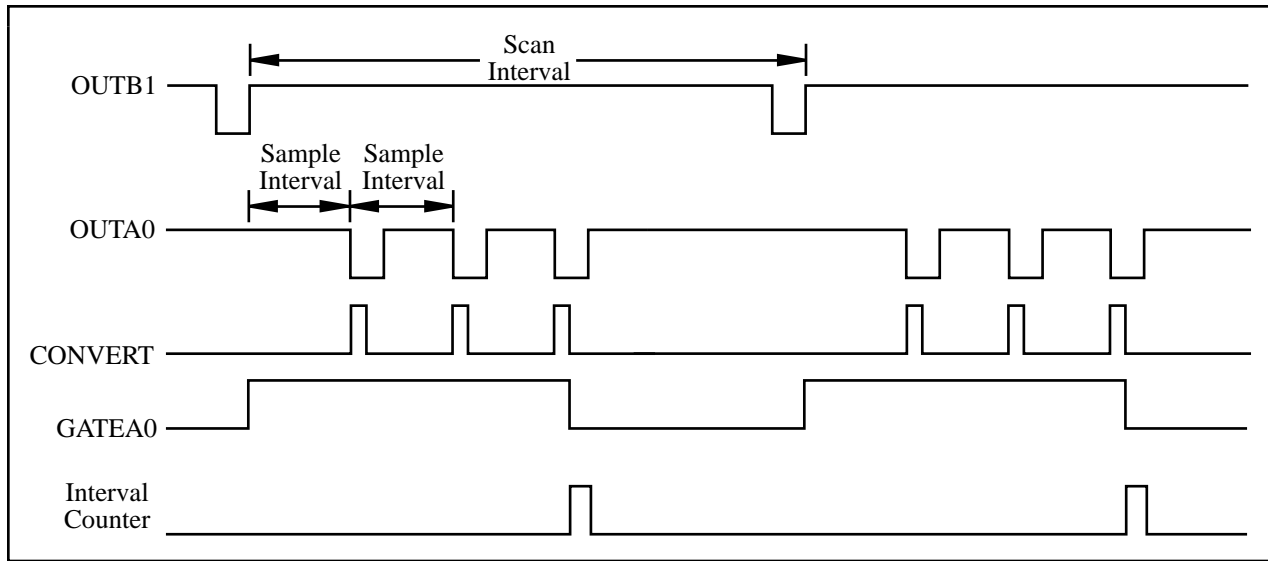 Scan
Interval
OUTB1
Sample
Interval
Sample
Interval
OUTA0
CONVERT
GATEA0
Interval
Counter